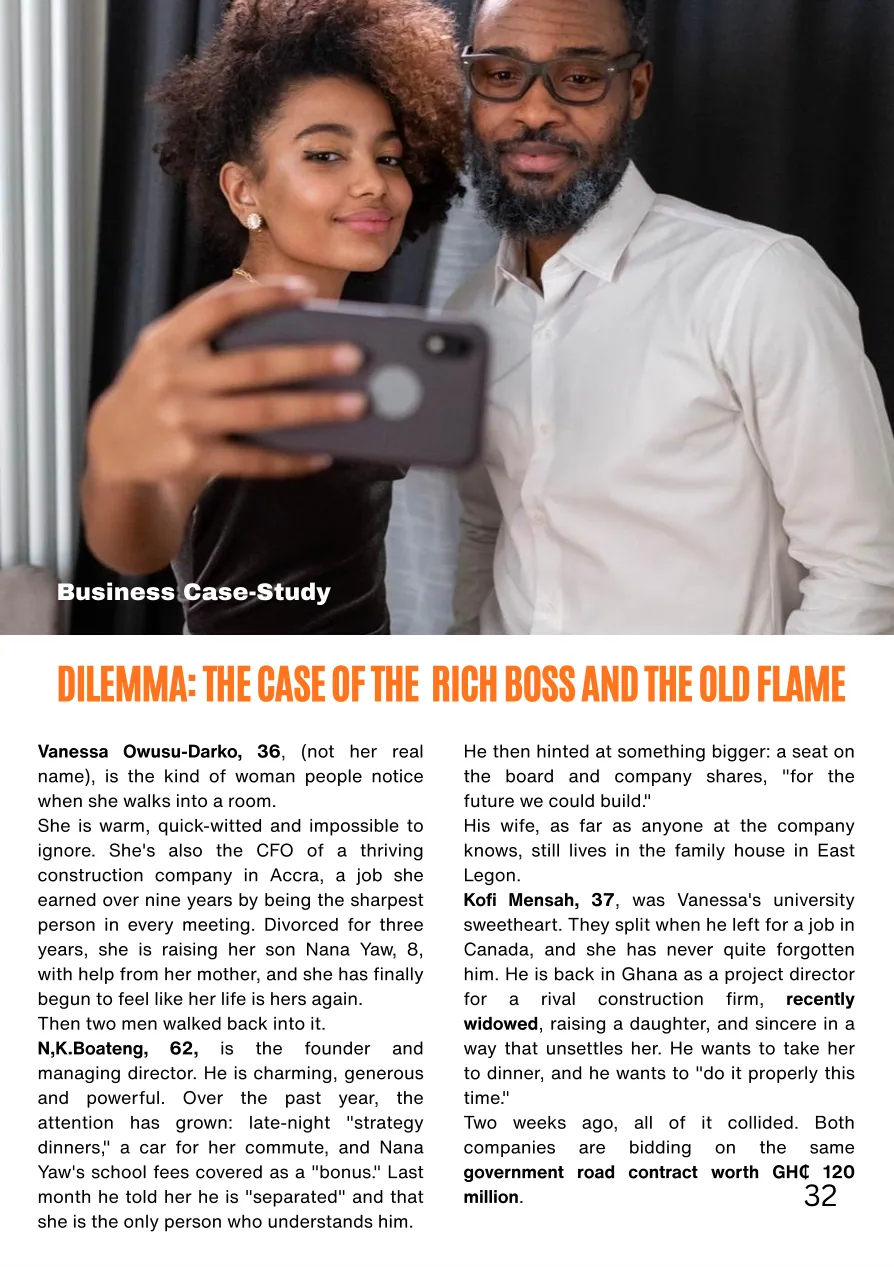 Business Case-Study
DILEMMA: THE CASE OF THE RICH BOSS AND THE OLD FLAME
Vanessa Owusu-Darko, 36, (not her real
name), is the kind of woman people notice
when she walks into a room.
She is warm, quick-witted and impossible to
ignore. She's also the CFO of a thriving
construction company in Accra, a job she
earned over nine years by being the sharpest
person in every meeting. Divorced for three
years, she is raising her son Nana Yaw, 8,
with help from her mother, and she has finally
begun to feel like her life is hers again.
Then two men walked back into it.
N,K.Boateng, 62, is the founder and
managing director. He is charming, generous
and powerful. Over the past year, the
attention has grown: late-night "strategy
dinners," a car for her commute, and Nana
Yaw's school fees covered as a "bonus." Last
month he told her he is "separated" and that
she is the only person who understands him.
He then hinted at something bigger: a seat on
the board and company shares, "for the
future we could build."
His wife, as far as anyone at the company
knows, still lives in the family house in East
Legon.
Kofi Mensah, 37, was Vanessa's university
sweetheart. They split when he left for a job in
Canada, and she has never quite forgotten
him. He is back in Ghana as a project director
for a rival construction firm, recently
widowed, raising a daughter, and sincere in a
way that unsettles her. He wants to take her
to dinner, and he wants to "do it properly this
time."
Two weeks ago, all of it collided. Both
companies are bidding on the same
government road contract worth GH₵ 120
million.
32